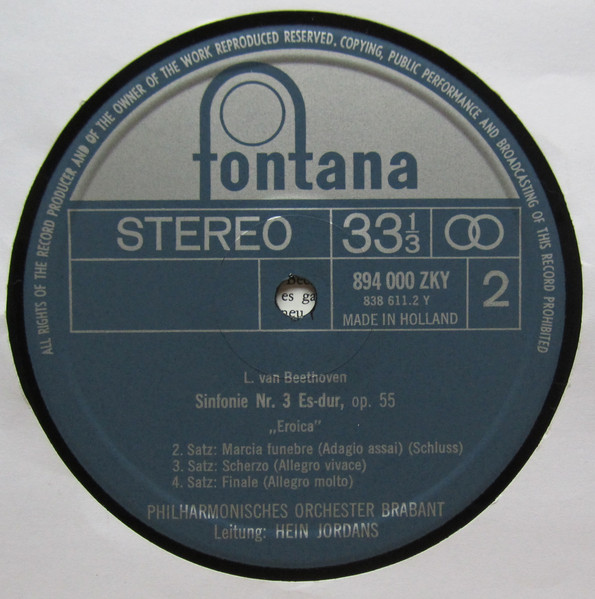 ALL RIGHTS OF THE RECORD PRODUCER AND OF THE OWNER OF THE WORK REPRODUCED RESERVED. COPYING, PUBLIC PERFORMANCE AND BROADCASTING OF THIS RECORD PROHIBITED
fontana
STEREO
33⅓
894 000 ZKY
838 611.2 Y
MADE IN HOLLAND
2
es
L. van Beethoven
Sinfonie Nr. 3 Es-dur, op. 55
„Eroica”
2. Satz: Marcia funebre (Adagio assai) (Schluss)
3. Satz: Scherzo (Allegro vivace)
4. Satz: Finale (Allegro molto)
PHILHARMONISCHES ORCHESTER BRABANT
Leitung: HEIN JORDANS